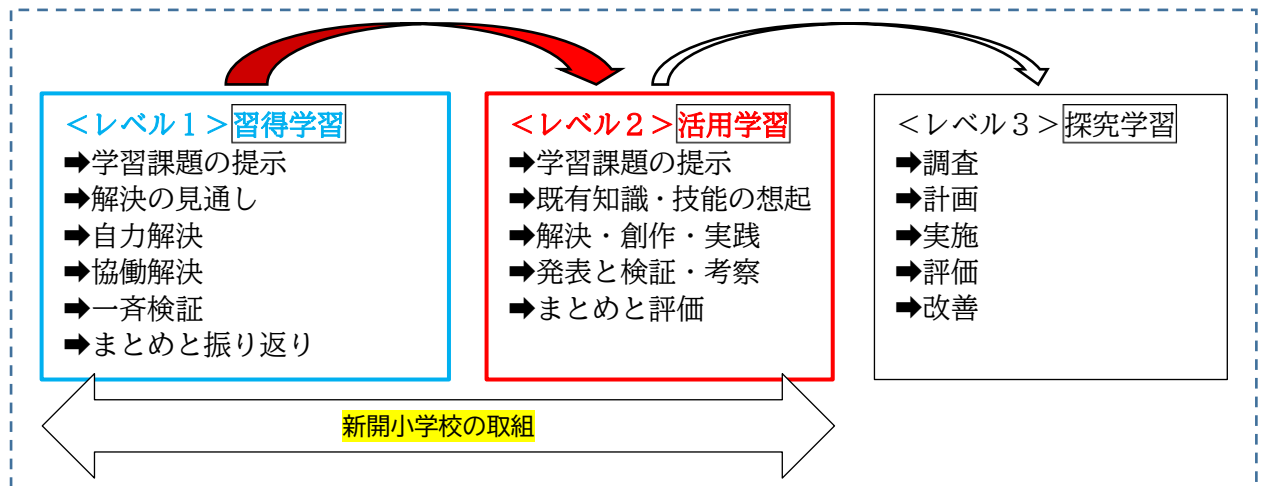 ＜レベル１＞習得学習
➡学習課題の提示
➡解決の見通し
➡自力解決
➡協働解決
➡一斉検証
➡まとめと振り返り
＜レベル２＞活用学習
➡学習課題の提示
➡既有知識・技能の想起
➡解決・創作・実践
➡発表と検証・考察
➡まとめと評価
＜レベル３＞探究学習
➡調査
➡計画
➡実施
➡評価
➡改善
新開小学校の取組